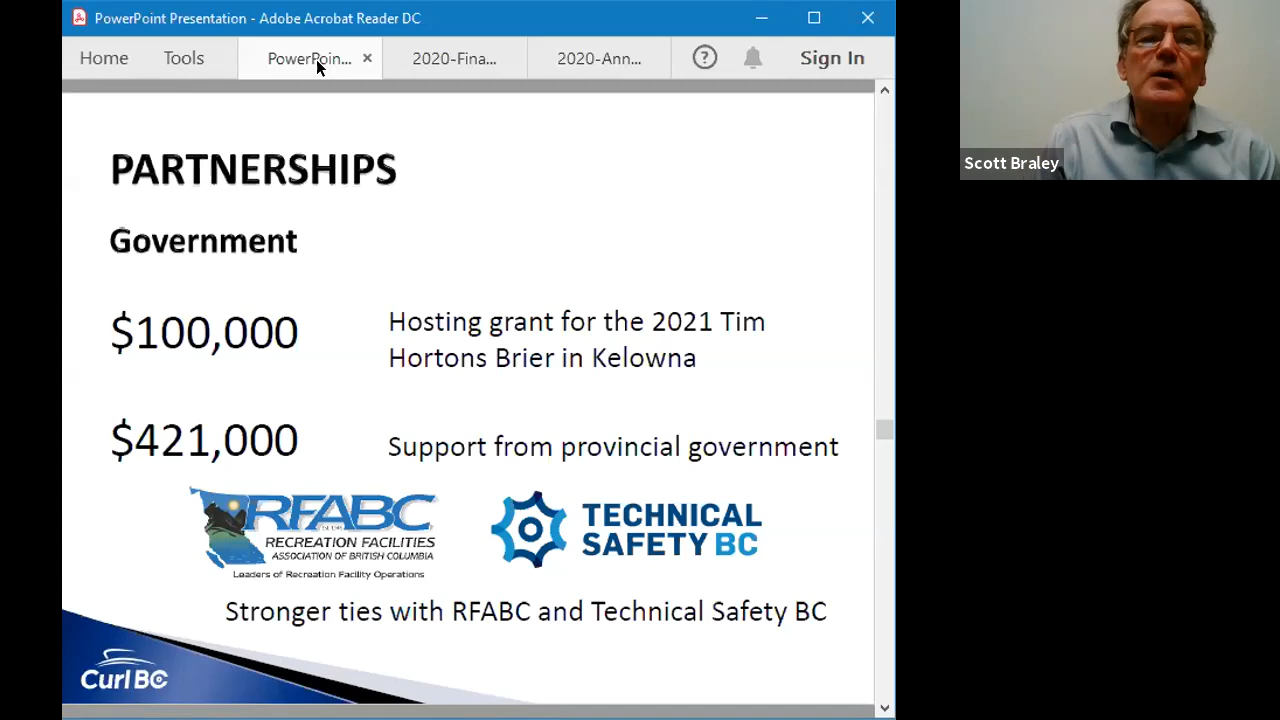 PowerPoint Presentation - Adobe Acrobat Reader DC
Home Tools PowerPoin... × 2020-Fina... 2020-Ann... ? Sign In
Scott Braley
PARTNERSHIPS
Government
$100,000
Hosting grant for the 2021 Tim
Hortons Brier in Kelowna
$421,000
Support from provincial government
RFABC
RECREATION FACILITIES
ASSOCIATION OF BRITISH COLUMBIA
Leaders of Recreation Facility Operations
TECHNICAL
SAFETY BC
Stronger ties with RFABC and Technical Safety BC
Curl BC